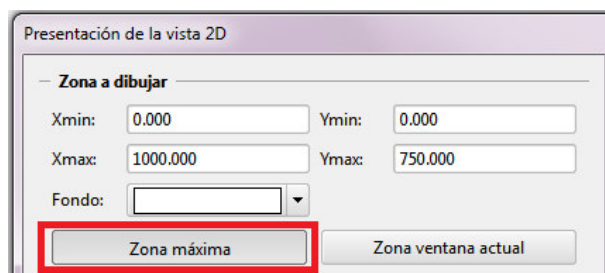 Presentación de la vista 2D
Zona a dibujar
Xmin: 0.000 Ymin: 0.000
Xmax: 1000.000 Ymax: 750.000
Fondo:
Zona máxima Zona ventana actual